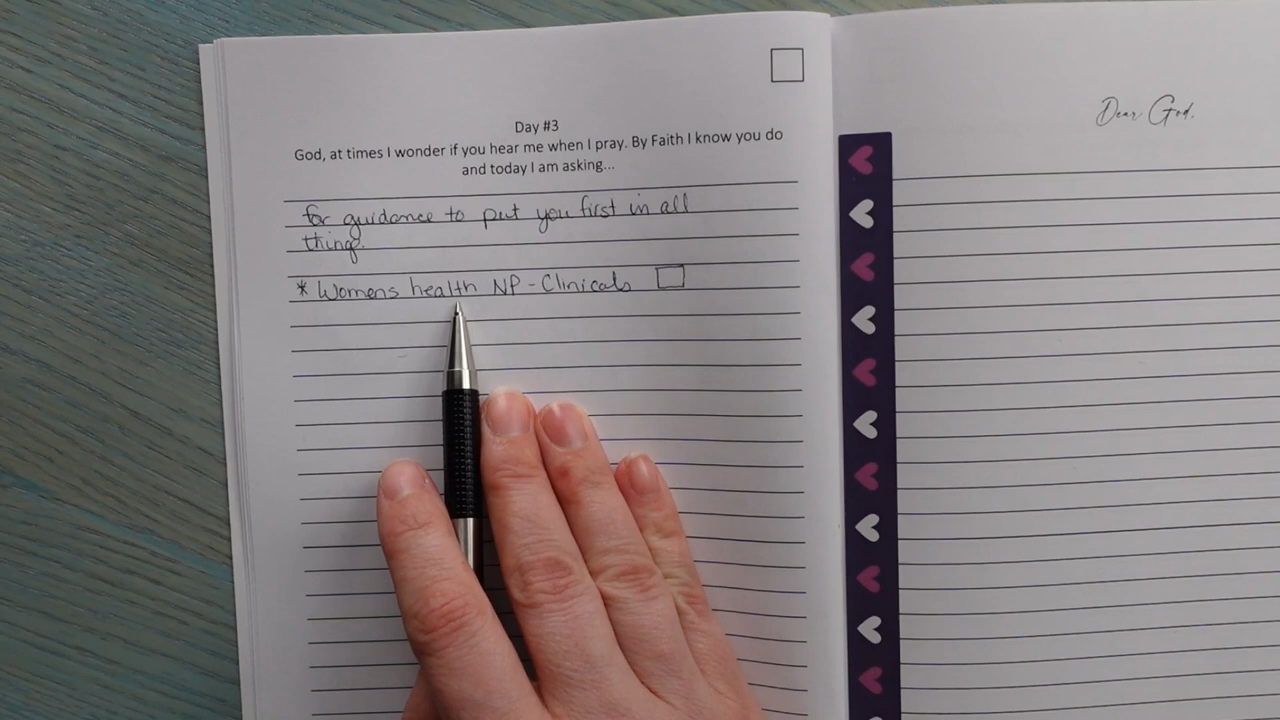 Day #3
God, at times I wonder if you hear me when I pray. By Faith I know you do
and today I am asking...
for guidance to put you first in all
things.
* Womens health NP - Clinicals
Dear God,